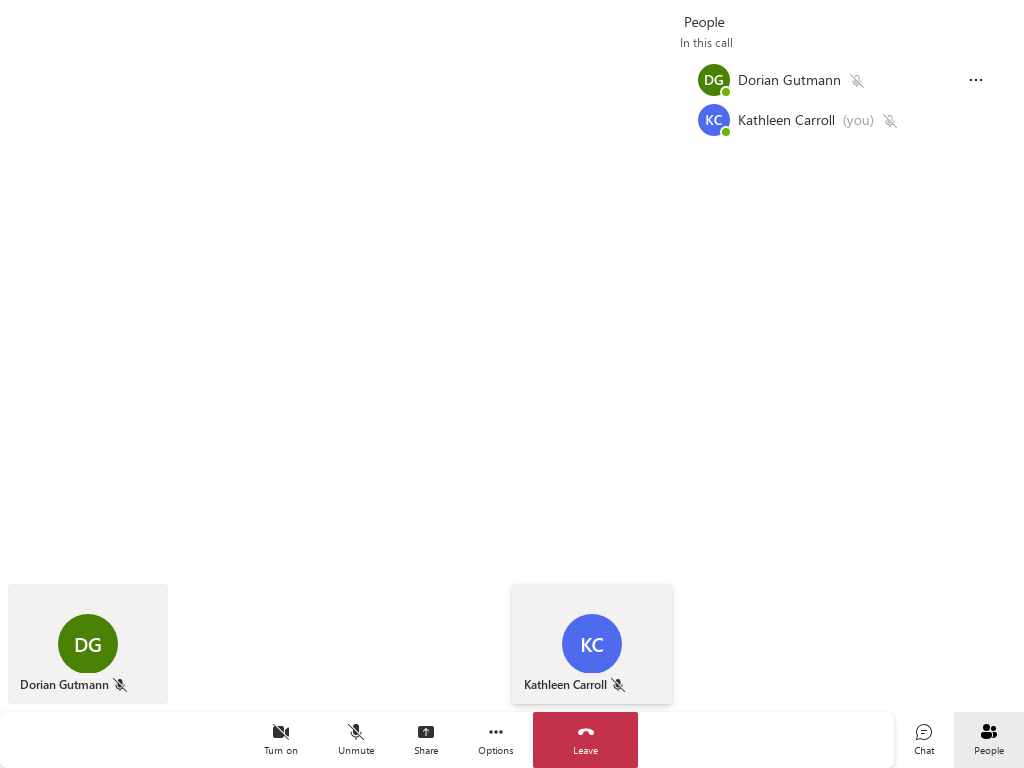 People
In this call
DG Dorian Gutmann
KC Kathleen Carroll (you)
DG
Dorian Gutmann
KC
Kathleen Carroll
Turn on
Unmute
Share
Options
Leave
Chat
People